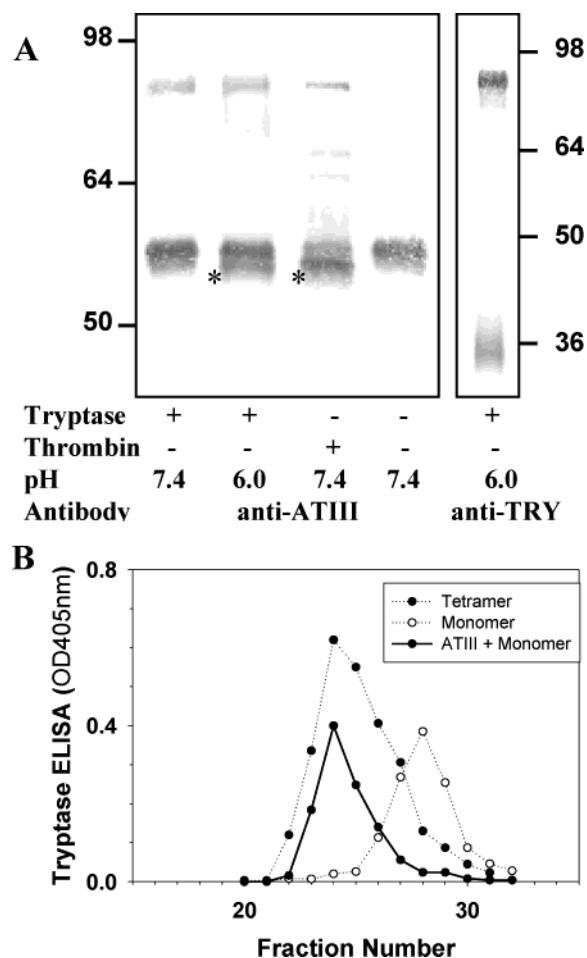 A
98
64
50
98
64
50
36
* *
Tryptase + + - - +
Thrombin - - + - -
pH 7.4 6.0 7.4 7.4 6.0
Antibody anti-ATIII anti-TRY
B
Tryptase ELISA (OD405nm)
0.8
0.4
0.0
Tetramer
Monomer
ATIII + Monomer
20 30
Fraction Number